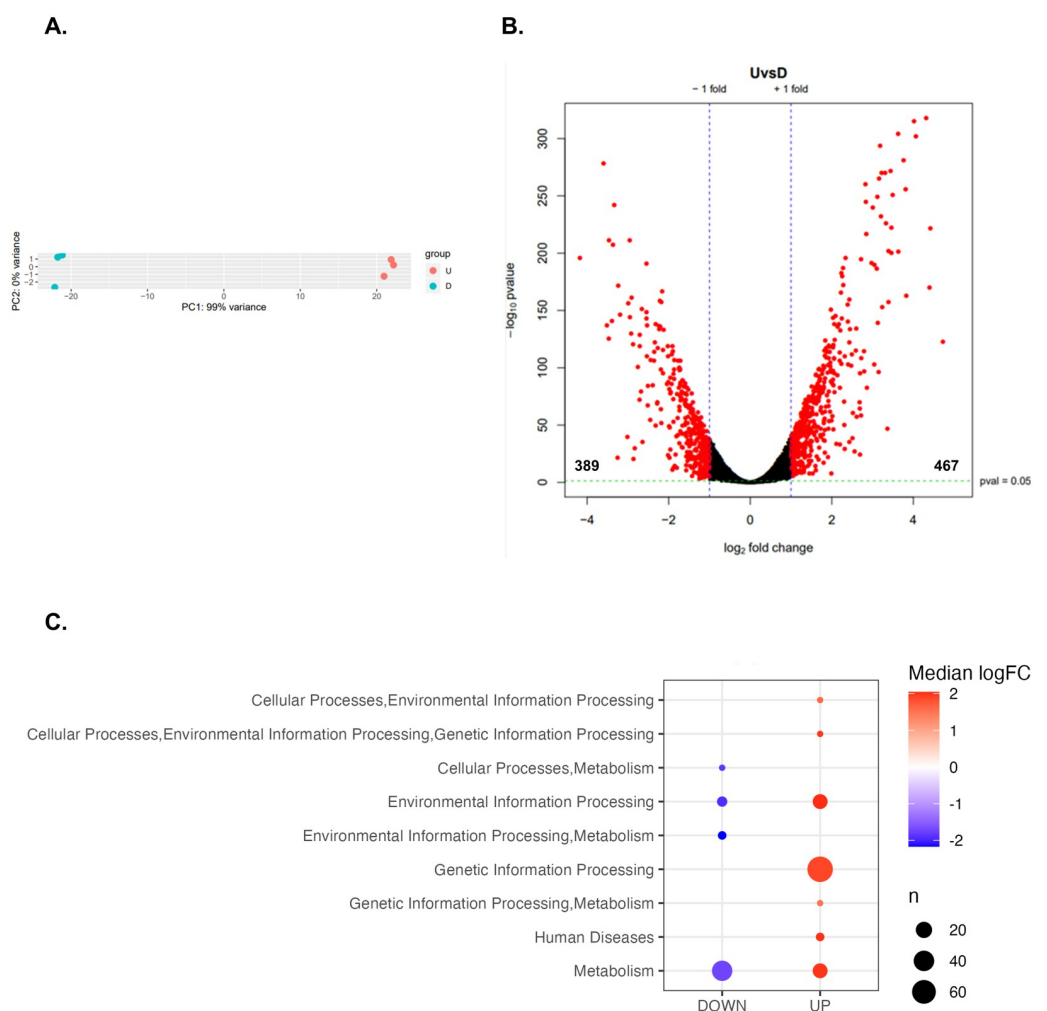 A.
B.
UvsD
− 1 fold
+ 1 fold
300
250
200
150
100
50
0
−log10 pvalue
389
467
pval = 0.05
−4
−2
0
2
4
log2 fold change
PC2: 0% variance
1
0
−1
−2
−20
−10
0
10
20
PC1: 99% variance
group
U
D
C.
Cellular Processes,Environmental Information Processing
Cellular Processes,Environmental Information Processing,Genetic Information Processing
Cellular Processes,Metabolism
Environmental Information Processing
Environmental Information Processing,Metabolism
Genetic Information Processing
Genetic Information Processing,Metabolism
Human Diseases
Metabolism
DOWN
UP
Median logFC
2
1
0
-1
-2
n
20
40
60